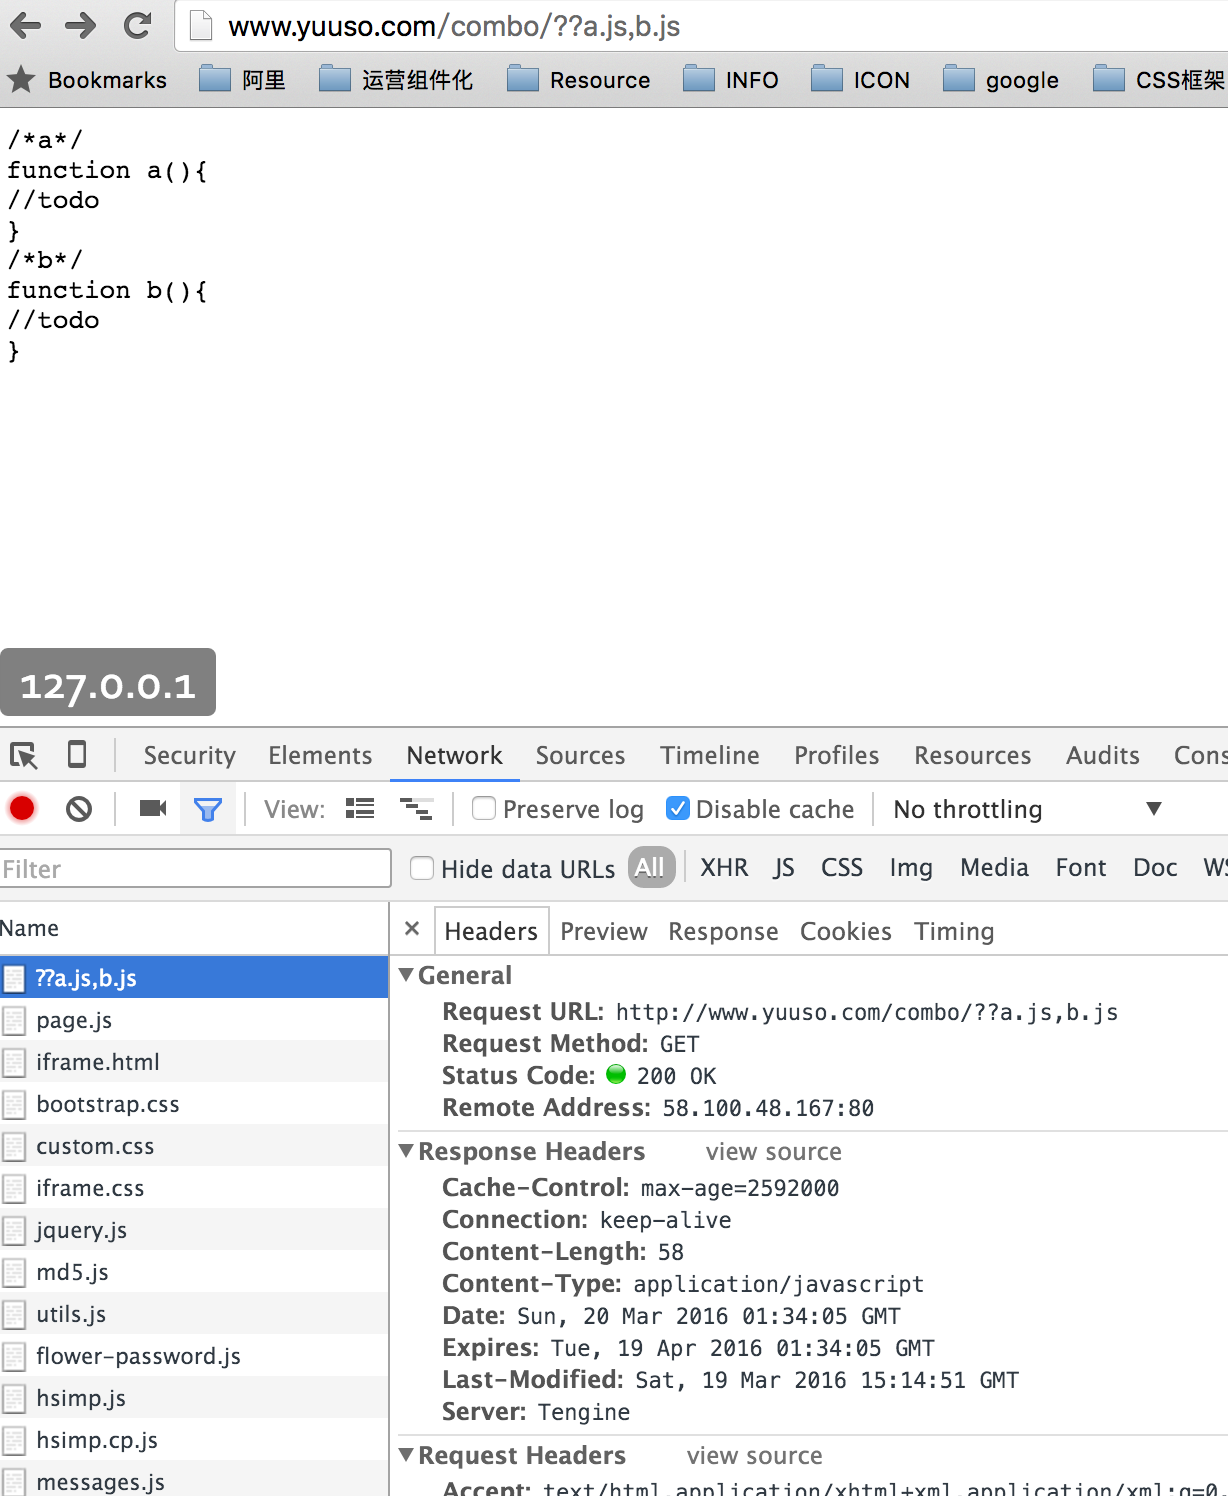 www.yuuso.com/combo/??a.js,b.js
Bookmarks 阿里 运营组件化 Resource INFO ICON google CSS框架
/*a*/
function a(){
//todo
}
/*b*/
function b(){
//todo
}
127.0.0.1
Security Elements Network Sources Timeline Profiles Resources Audits Cons
View: Preserve log Disable cache No throttling
Filter Hide data URLs All XHR JS CSS Img Media Font Doc WS
Name
Headers Preview Response Cookies Timing
??a.js,b.js
page.js
iframe.html
bootstrap.css
custom.css
iframe.css
jquery.js
md5.js
utils.js
flower-password.js
hsimp.js
hsimp.cp.js
messages.js
General
Request URL: http://www.yuuso.com/combo/??a.js,b.js
Request Method: GET
Status Code: 200 OK
Remote Address: 58.100.48.167:80
Response Headers view source
Cache-Control: max-age=2592000
Connection: keep-alive
Content-Length: 58
Content-Type: application/javascript
Date: Sun, 20 Mar 2016 01:34:05 GMT
Expires: Tue, 19 Apr 2016 01:34:05 GMT
Last-Modified: Sat, 19 Mar 2016 15:14:51 GMT
Server: Tengine
Request Headers view source
Accept: text/html,application/xhtml+xml,application/xml;q=0.